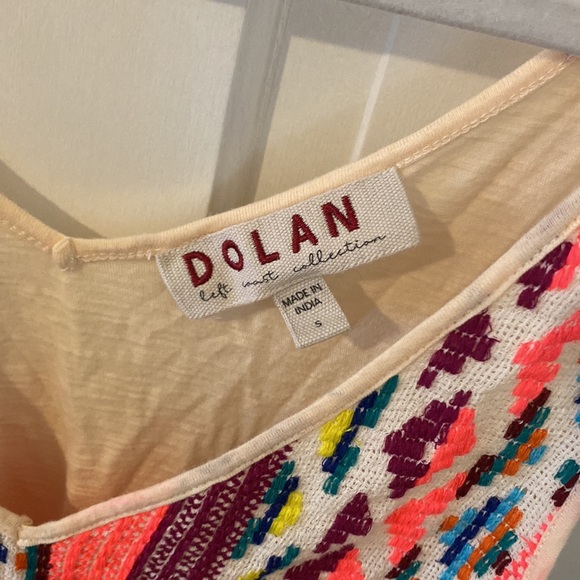 DOLAN
left coast collection
MADE IN
INDIA
S